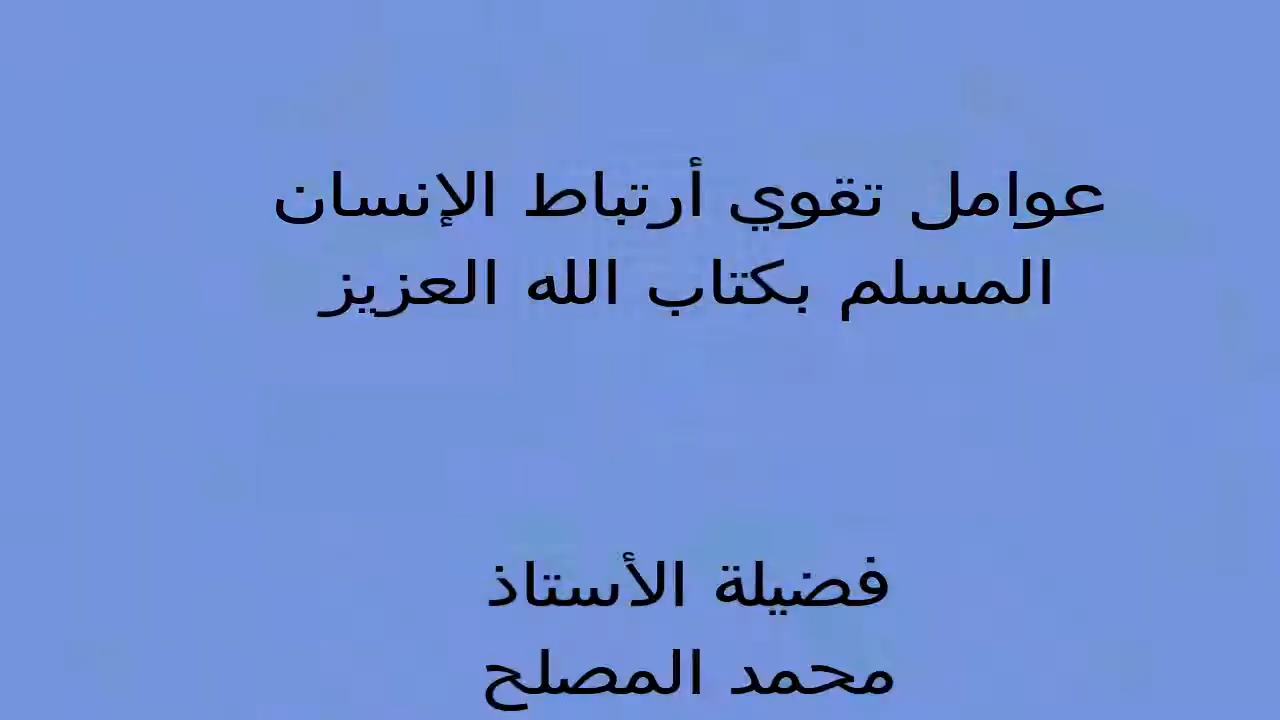 عوامل تقوي أرتباط الإنسان
المسلم بكتاب الله العزيز
فضيلة الأستاذ
محمد المصلح